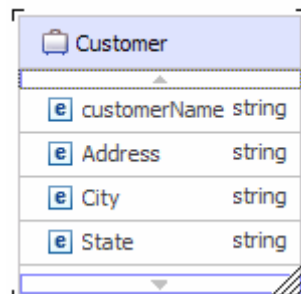 Customer
e customerName string
e Address string
e City string
e State string